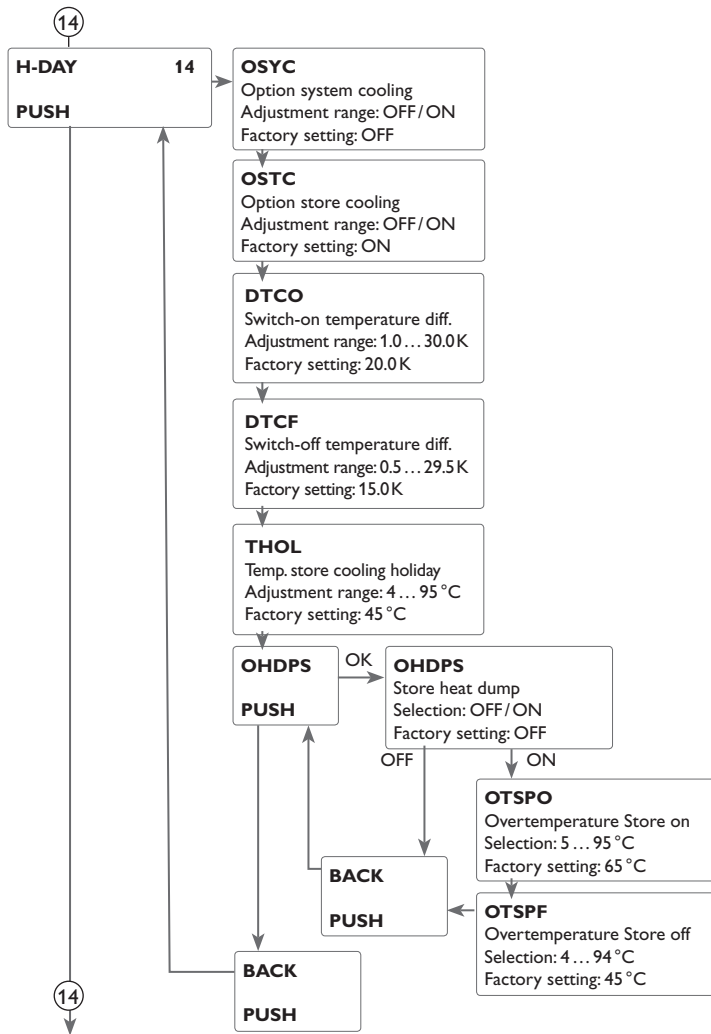 14
H-DAY 14
PUSH
OSYC
Option system cooling
Adjustment range: OFF/ON
Factory setting: OFF
OSTC
Option store cooling
Adjustment range: OFF/ON
Factory setting: ON
DTCO
Switch-on temperature diff.
Adjustment range: 1.0 … 30.0 K
Factory setting: 20.0 K
DTCF
Switch-off temperature diff.
Adjustment range: 0.5 … 29.5 K
Factory setting: 15.0 K
THOL
Temp. store cooling holiday
Adjustment range: 4 … 95 °C
Factory setting: 45 °C
OHDPS
PUSH
OK
OHDPS
Store heat dump
Selection: OFF/ON
Factory setting: OFF
OFF
ON
OTSPO
Overtemperature Store on
Selection: 5 … 95 °C
Factory setting: 65 °C
OTSPF
Overtemperature Store off
Selection: 4 … 94 °C
Factory setting: 45 °C
BACK
PUSH
BACK
PUSH
14